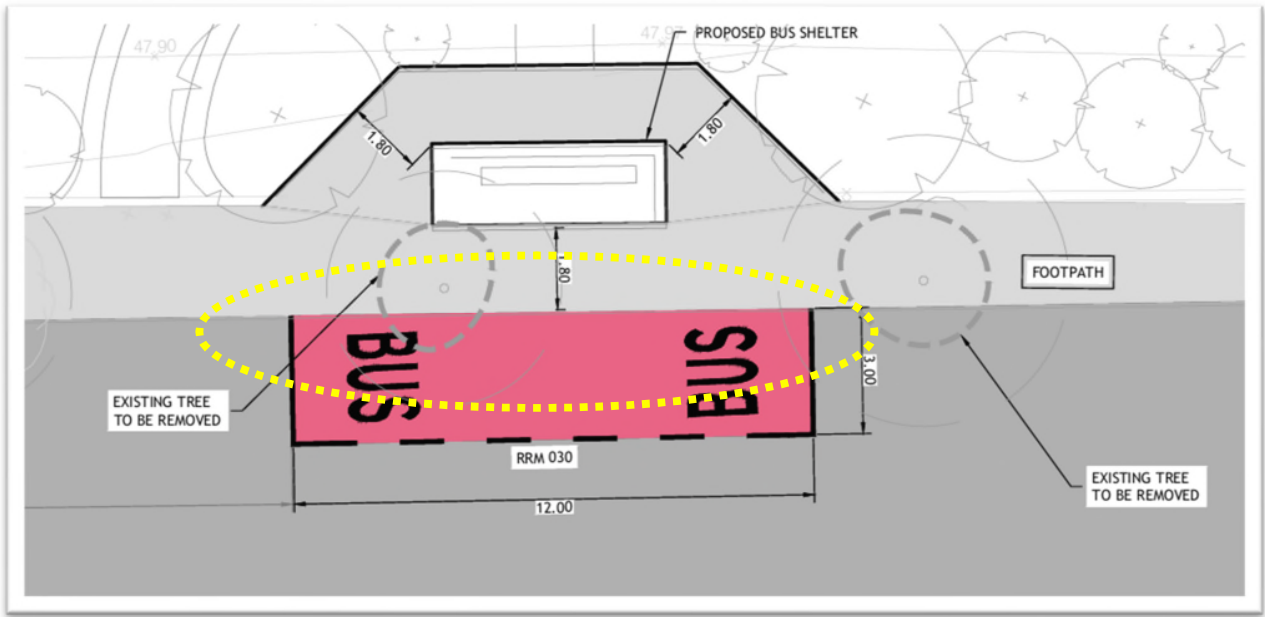 47.90
47.97
PROPOSED BUS SHELTER
1.80
1.80
1.80
FOOTPATH
BUS
BUS
3.00
EXISTING TREE
TO BE REMOVED
RRM 030
EXISTING TREE
TO BE REMOVED
12.00